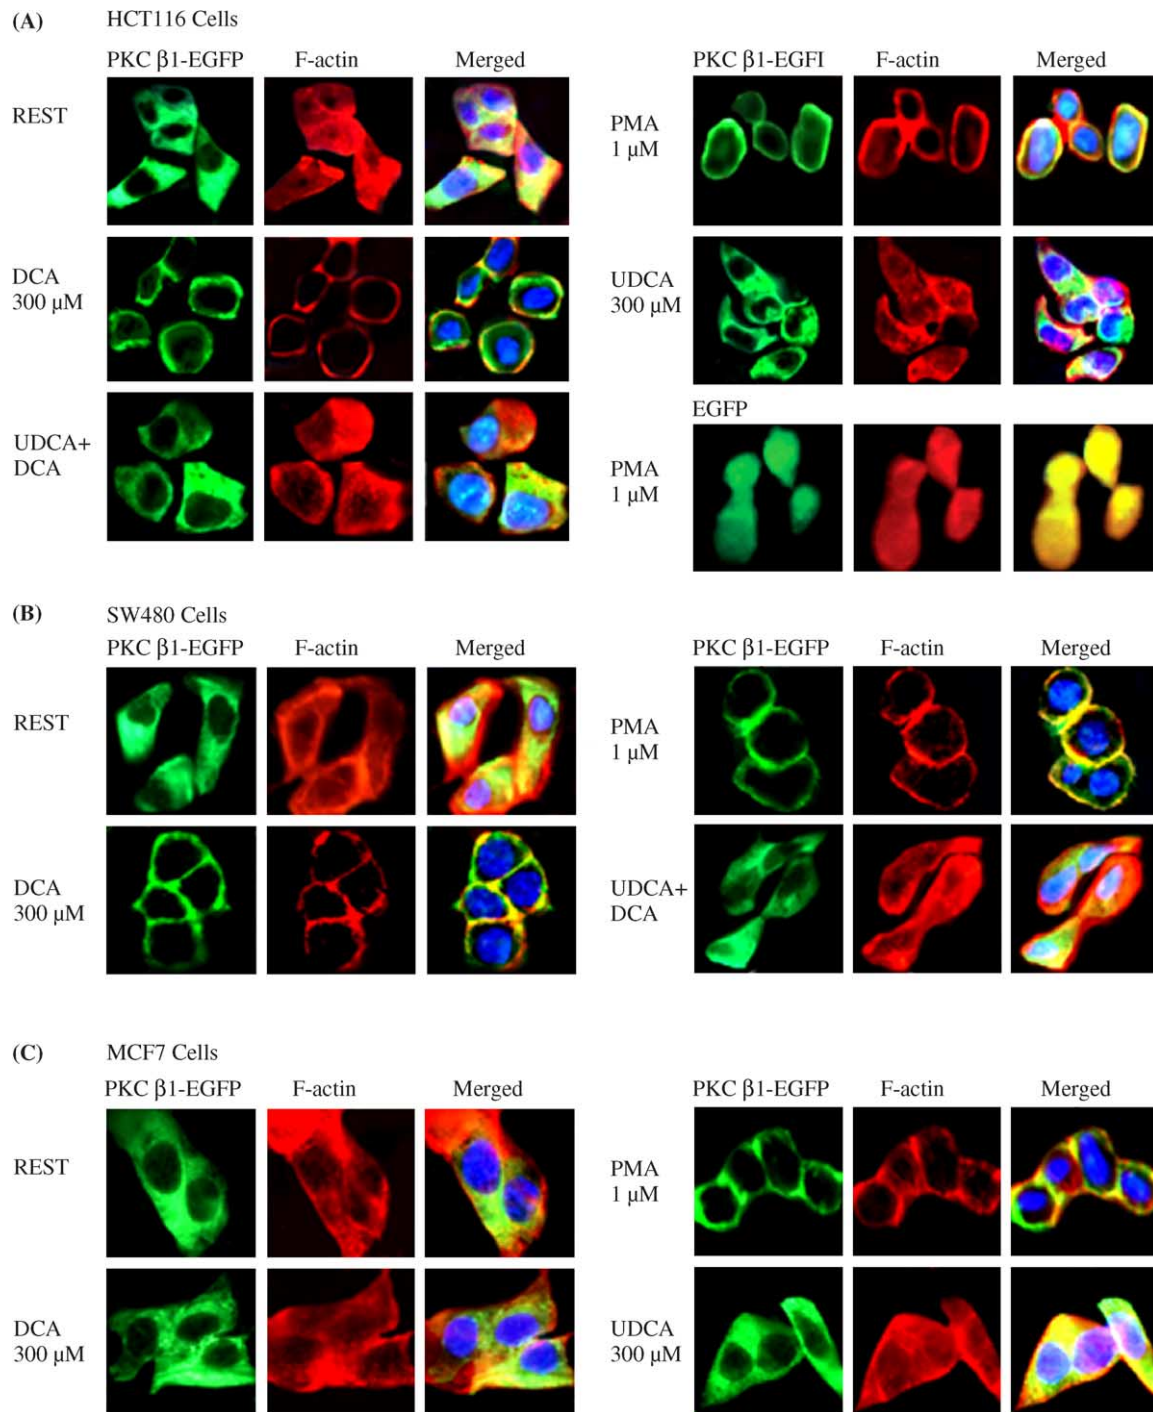 (A) HCT116 Cells
PKC β1-EGFP F-actin Merged
REST
DCA
300 µM
UDCA+
DCA
PKC β1-EGFI F-actin Merged
PMA
1 µM
UDCA
300 µM
EGFP
PMA
1 µM
(B) SW480 Cells
PKC β1-EGFP F-actin Merged
REST
DCA
300 µM
PKC β1-EGFP F-actin Merged
PMA
1 µM
UDCA+
DCA
(C) MCF7 Cells
PKC β1-EGFP F-actin Merged
REST
DCA
300 µM
PKC β1-EGFP F-actin Merged
PMA
1 µM
UDCA
300 µM